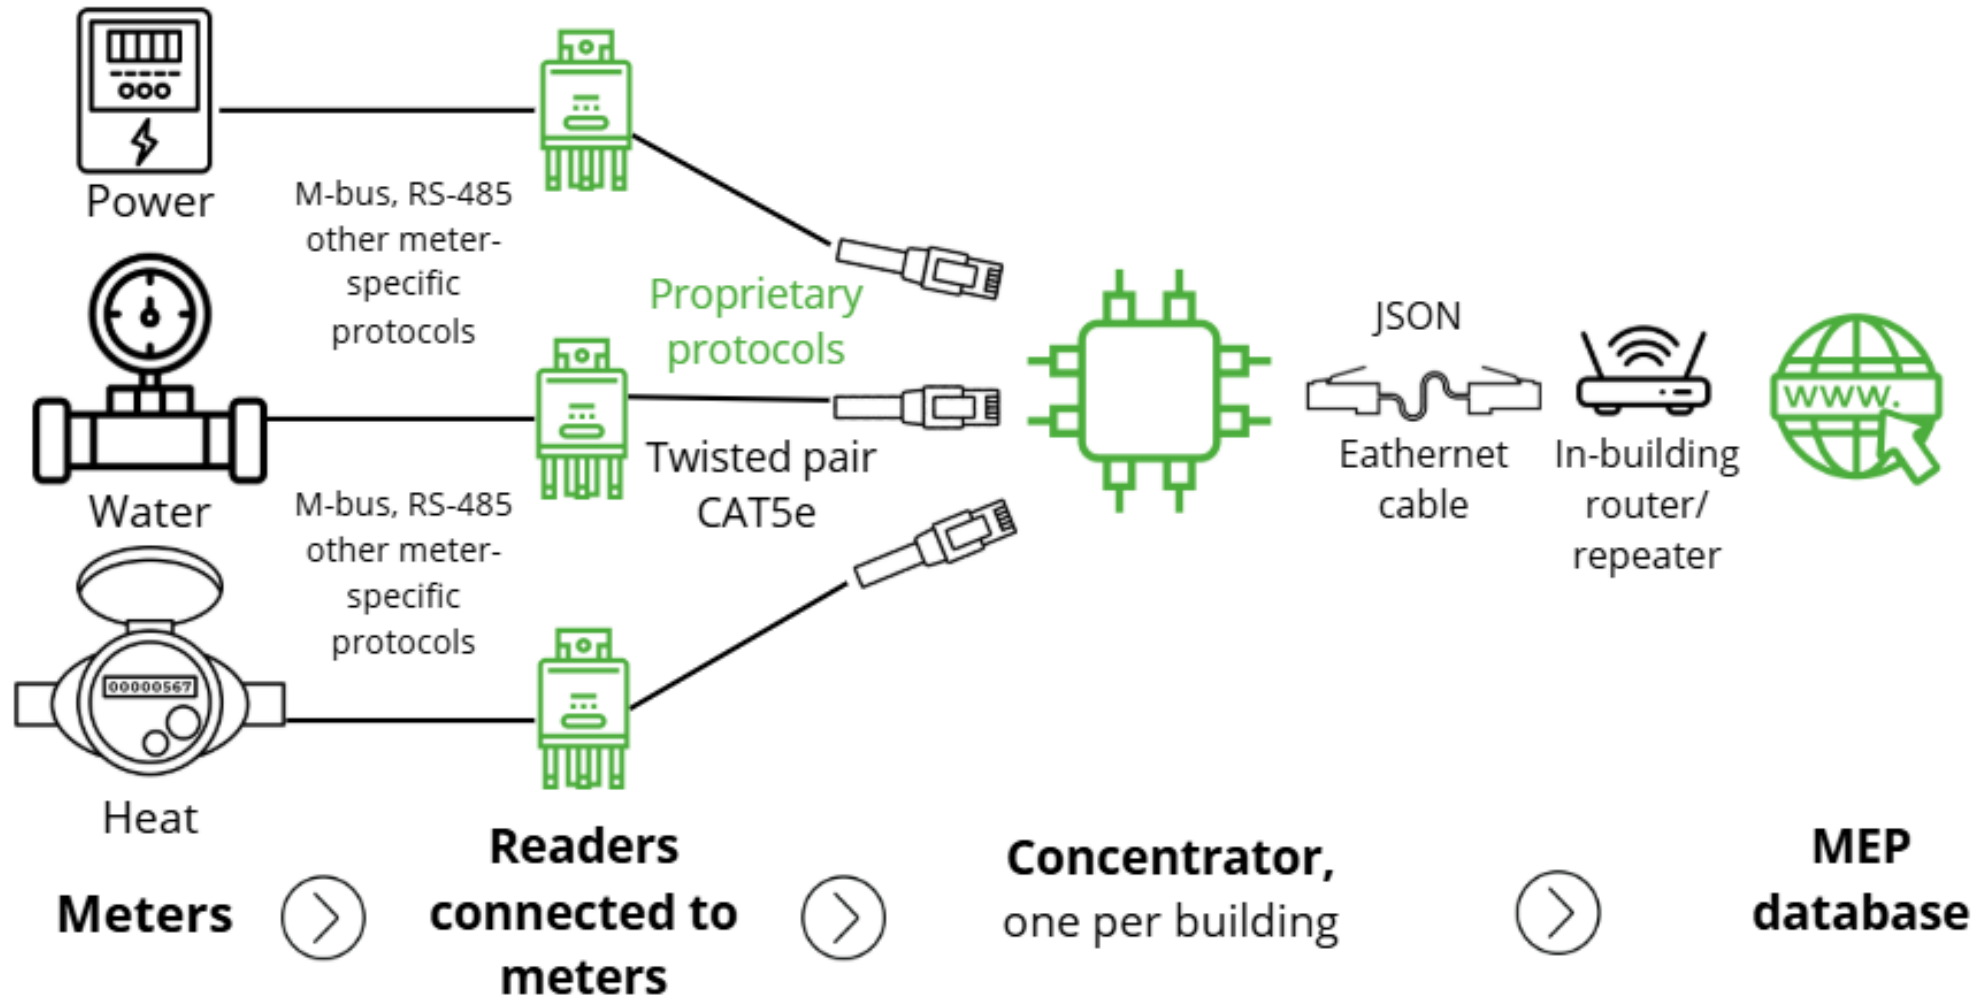 Power
M-bus, RS-485
other meter-
specific
protocols
Proprietary
protocols
Water
Twisted pair
CAT5e
M-bus, RS-485
other meter-
specific
protocols
00000567
Heat
JSON
Eathernet
cable
In-building
router/
repeater
www.
Meters
Readers
connected to
meters
Concentrator,
one per building
MEP
database